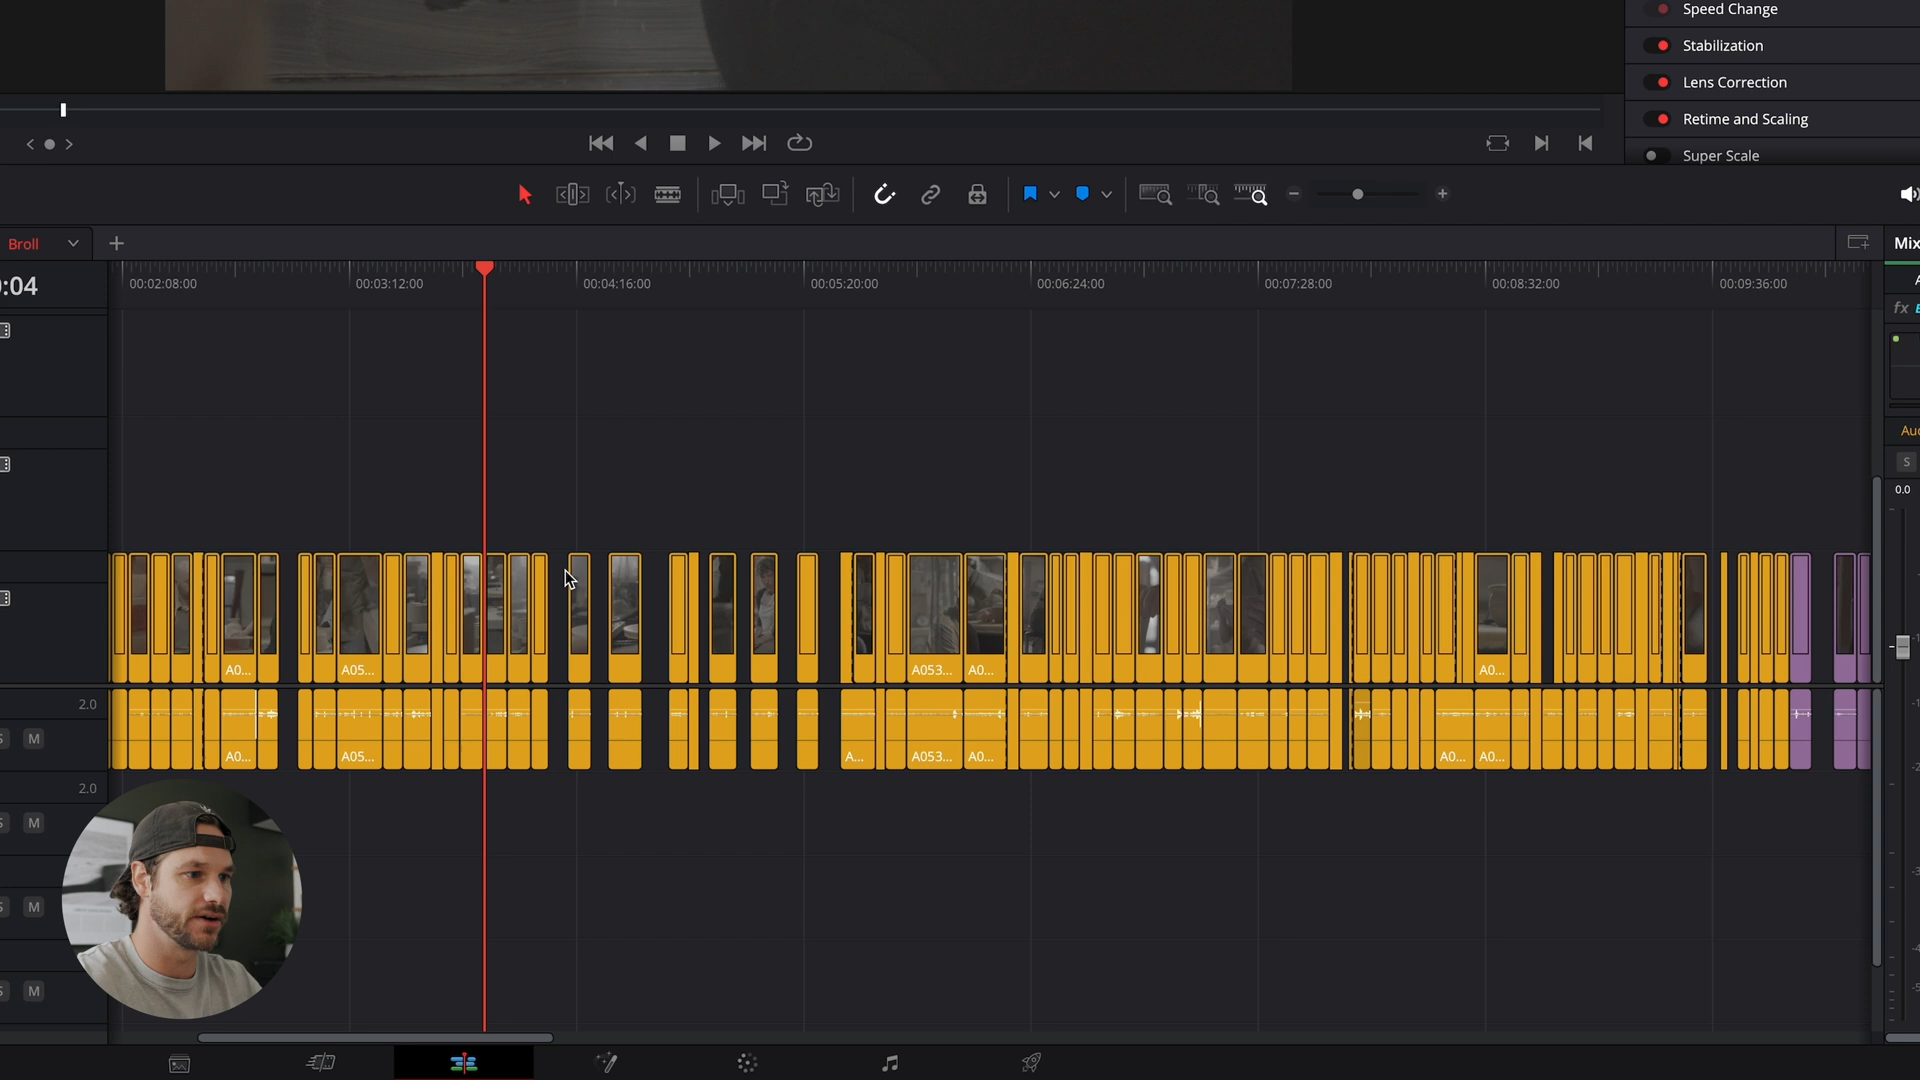 Speed Change
Stabilization
Lens Correction
Retime and Scaling
Super Scale
Broll
Mix
:04
00:02:08:00
00:03:12:00
00:04:16:00
00:05:20:00
00:06:24:00
00:07:28:00
00:08:32:00
00:09:36:00
fx
S
0.0
A0...
A05...
A053...
A0...
A0...
2.0
M
A0...
A05...
A...
A053...
A0...
A0...
A0...
2.0
M
M
M